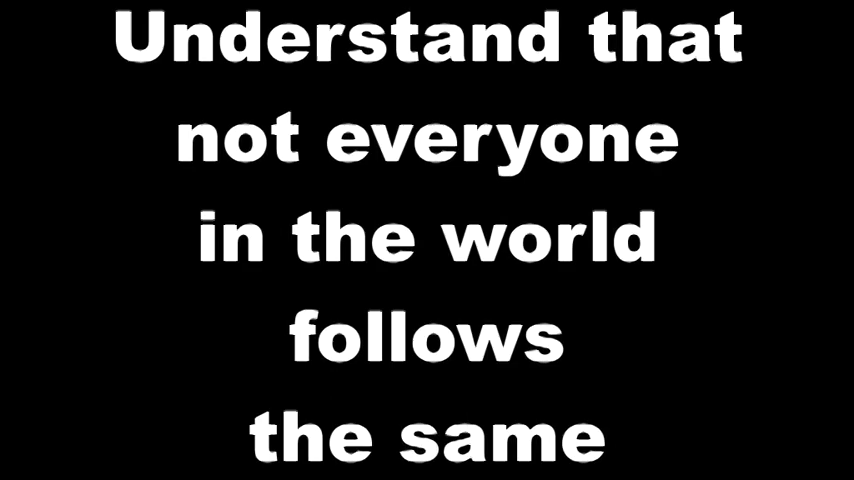 Understand that
not everyone
in the world
follows
the same